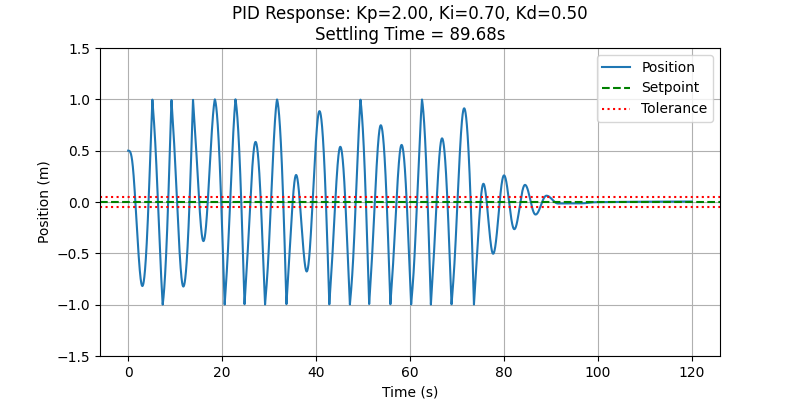 PID Response: Kp=2.00, Ki=0.70, Kd=0.50
Settling Time = 89.68s
1.5
1.0
0.5
0.0
−0.5
−1.0
−1.5
Position (m)
Position
Setpoint
Tolerance
0
20
40
60
80
100
120
Time (s)